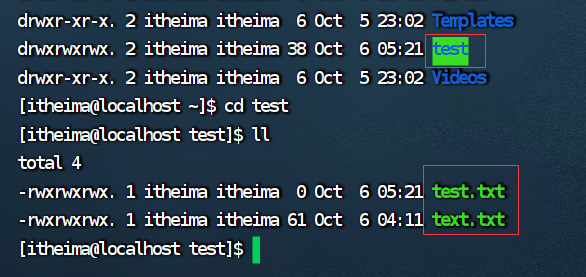 drwxr-xr-x. 2 itheima itheima  6 Oct  5 23:02 Templates
drwxrwxrwx. 2 itheima itheima 38 Oct  6 05:21 test
drwxr-xr-x. 2 itheima itheima  6 Oct  5 23:02 Videos
[itheima@localhost ~]$ cd test
[itheima@localhost test]$ ll
total 4
-rwxrwxrwx. 1 itheima itheima  0 Oct  6 05:21 test.txt
-rwxrwxrwx. 1 itheima itheima 61 Oct  6 04:11 text.txt
[itheima@localhost test]$